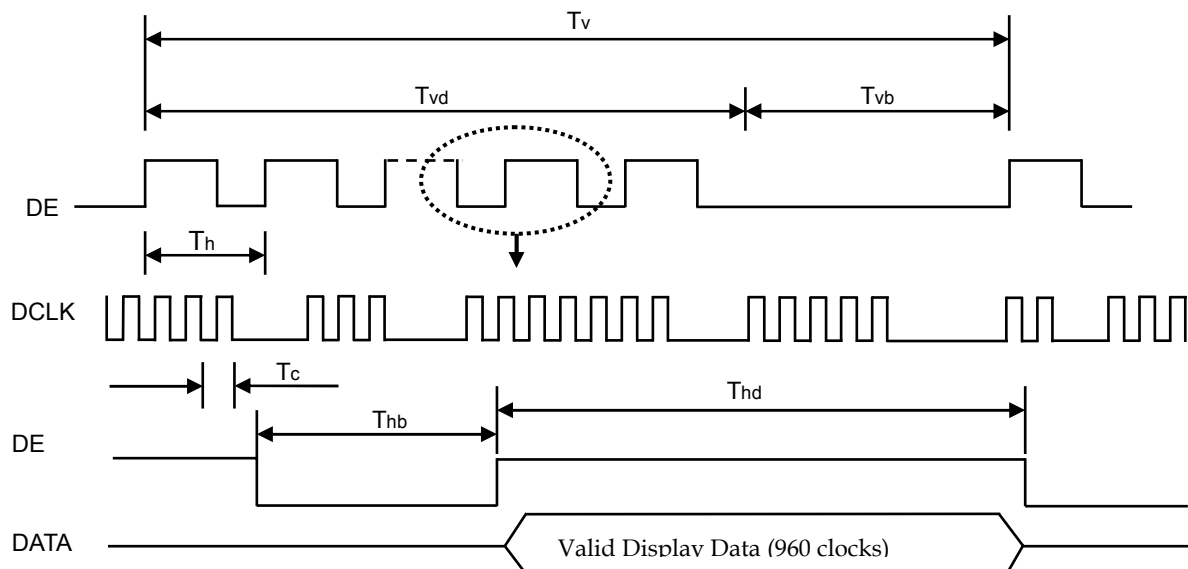 Tv
Tvd Tvb
DE
Th
DCLK
Tc
Thd
Thb
DE
DATA
Valid Display Data (960 clocks)